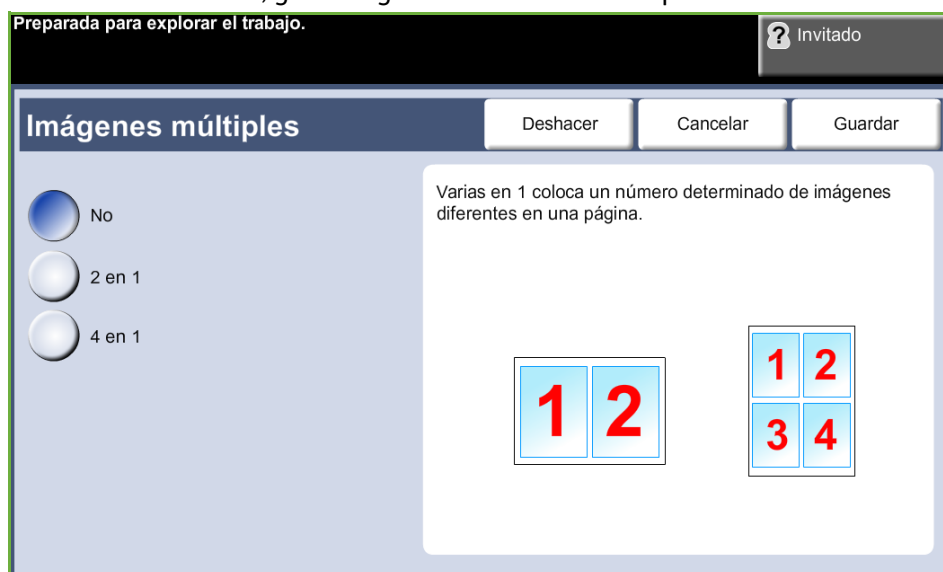 Preparada para explorar el trabajo.
? Invitado
Imágenes múltiples
Deshacer
Cancelar
Guardar
No
2 en 1
4 en 1
Varias en 1 coloca un número determinado de imágenes
diferentes en una página.
1 2
1 2
3 4